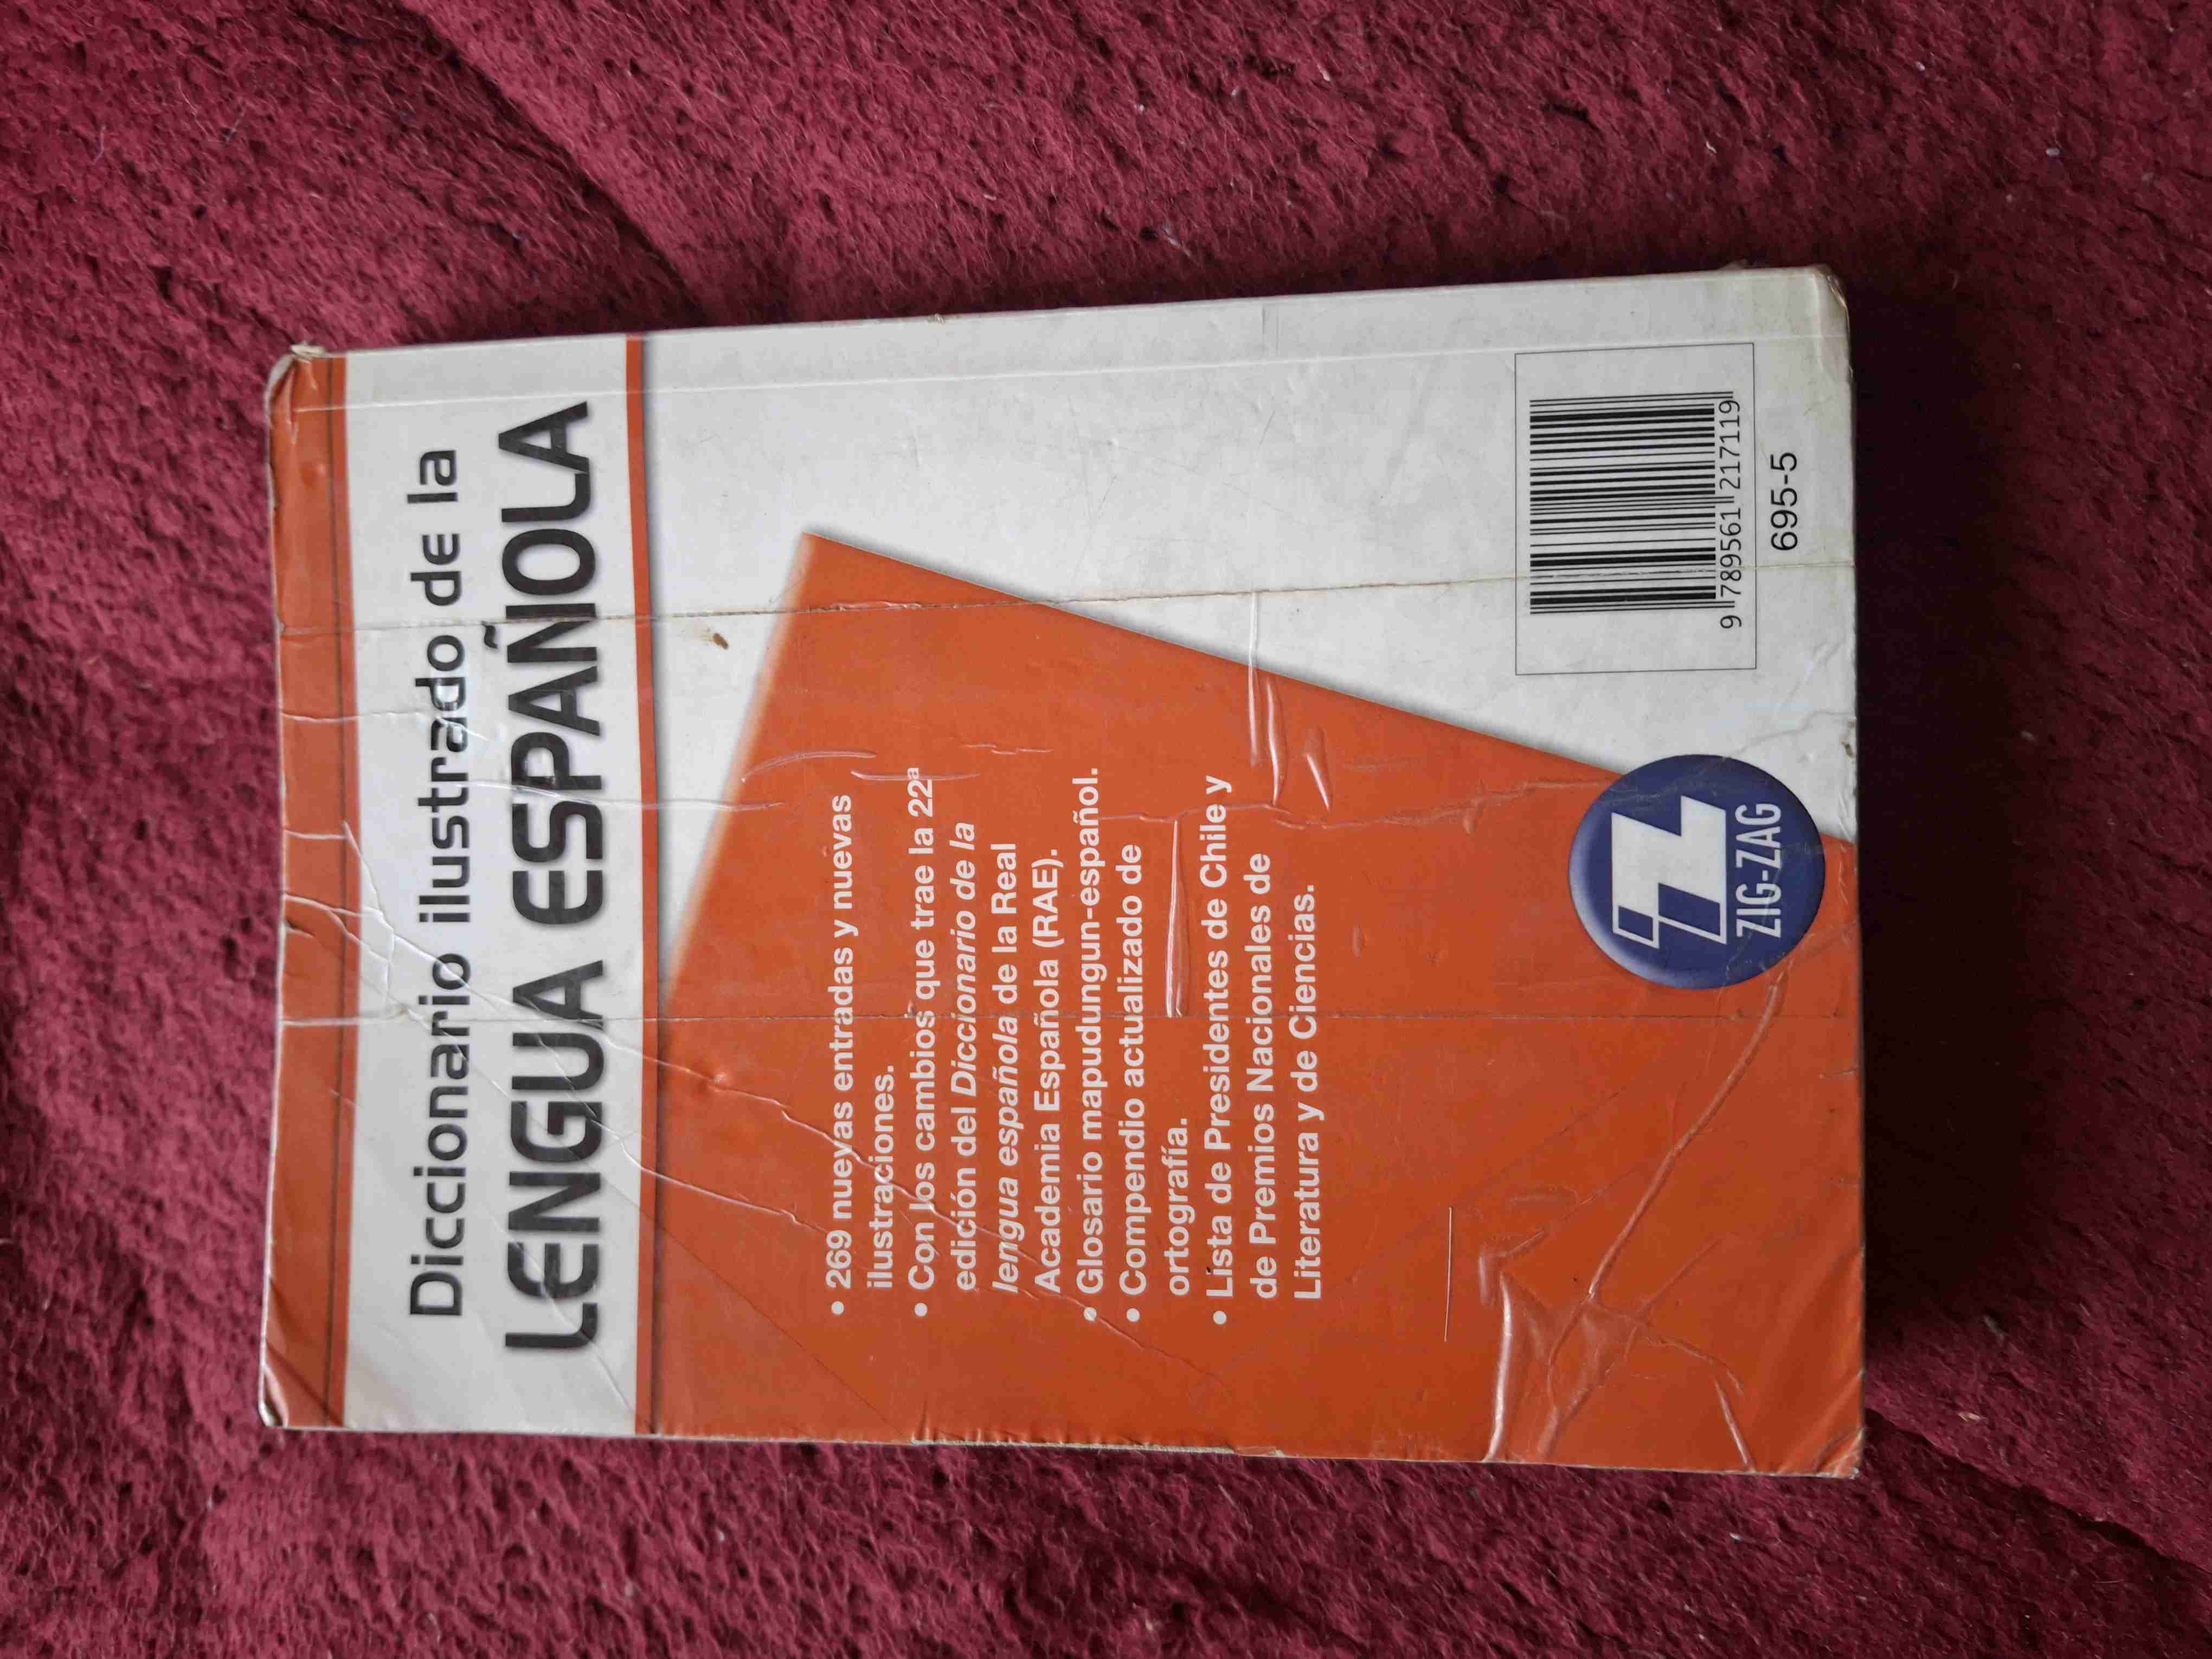 Diccionario ilustrado de la
LENGUA ESPAÑOLA
• 269 nuevas entradas y nuevas
ilustraciones.
• Con los cambios que trae la 22ª
edición del Diccionario de la
lengua española de la Real
Academia Española (RAE).
• Glosario mapudungun-español.
• Compendio actualizado de
ortografía.
• Lista de Presidentes de Chile y
de Premios Nacionales de
Literatura y de Ciencias.
ZIG-ZAG
9 789561 217119
695-5